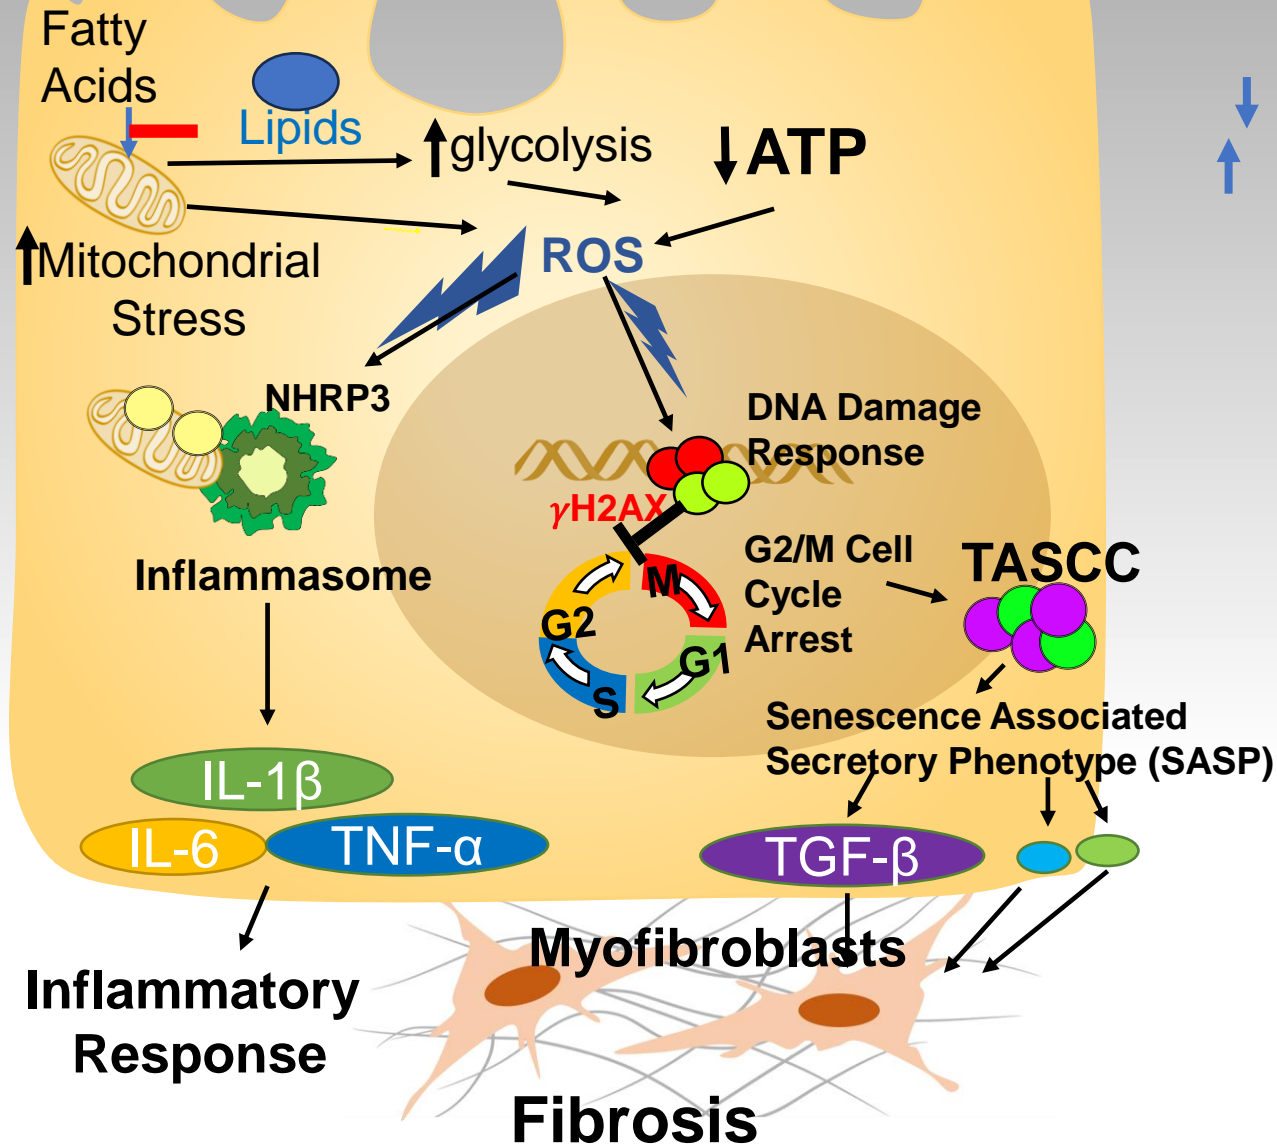 Fatty
Acids
Lipids
glycolysis
ATP
Mitochondrial
Stress
ROS
NHRP3
DNA Damage
Response
γH2AX
Inflammasome
G2/M Cell
Cycle
Arrest
TASCC
M
G2
G1
S
Senescence Associated
Secretory Phenotype (SASP)
IL-1β
IL-6
TNF-α
TGF-β
Myofibroblasts
Inflammatory
Response
Fibrosis